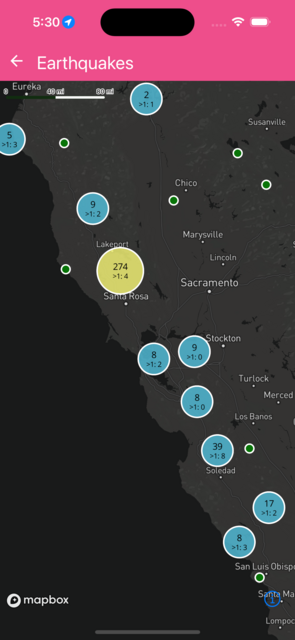 5:30
Earthquakes
Eureka
0 40 mi 80 mi
2
>1: 1
Susanville
5
>1: 3
Chico
9
>1: 2
Marysville
Lakeport
Lincoln
274
>1: 4
Sacramento
Santa Rosa
Stockton
9
>1: 0
8
>1: 2
Turlock
Merced
8
>1: 0
Los Banos
39
>1: 8
Soledad
17
>1: 2
8
>1: 3
San Luis Obispo
mapbox
Santa Ma
Lompoc